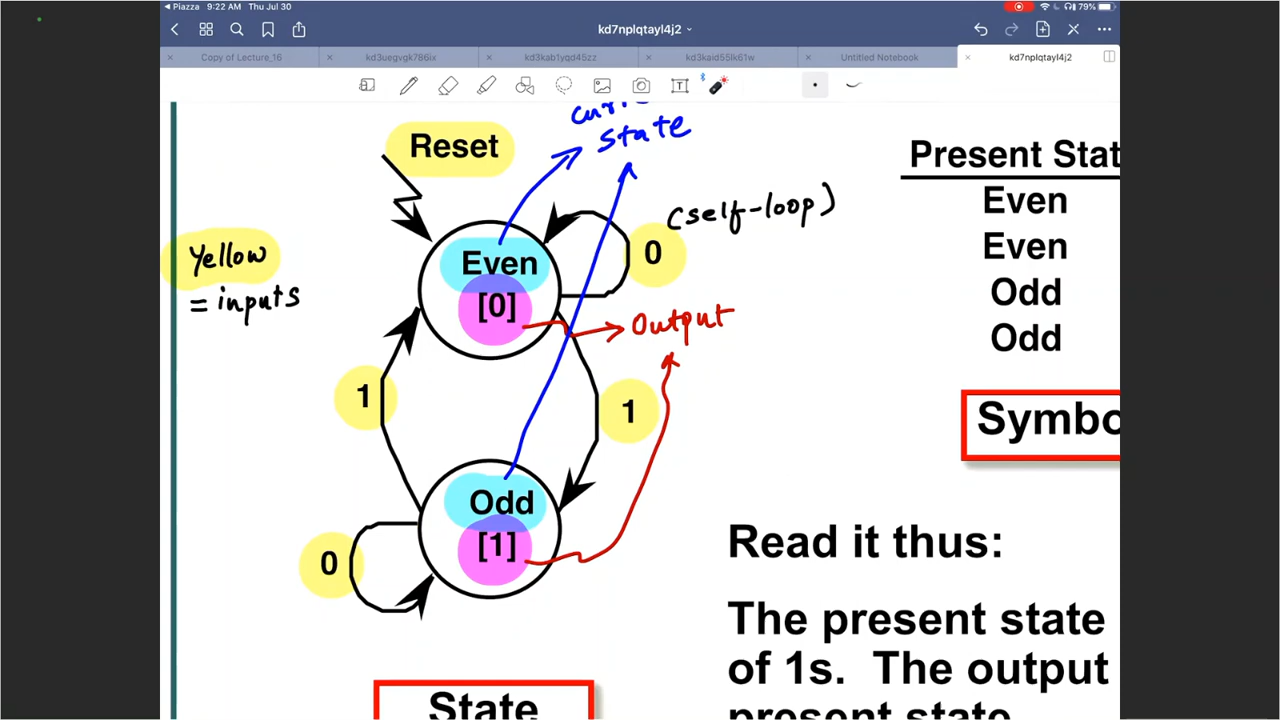 Piazza 9:22 AM Thu Jul 30
79%
kd7nplqtayl4j2
Copy of Lecture_16
kd3uegvgk786ix
kd3kab1yqd45zz
kd3kaid55lk61w
Untitled Notebook
kd7nplqtayl4j2
State
Reset
(self-loop)
0
Yellow
= inputs
Even
[0]
Output
1
1
Odd
[1]
0
State
Present Stat
Even
Even
Odd
Odd
Symbo
Read it thus:
The present state
of 1s. The output
present state